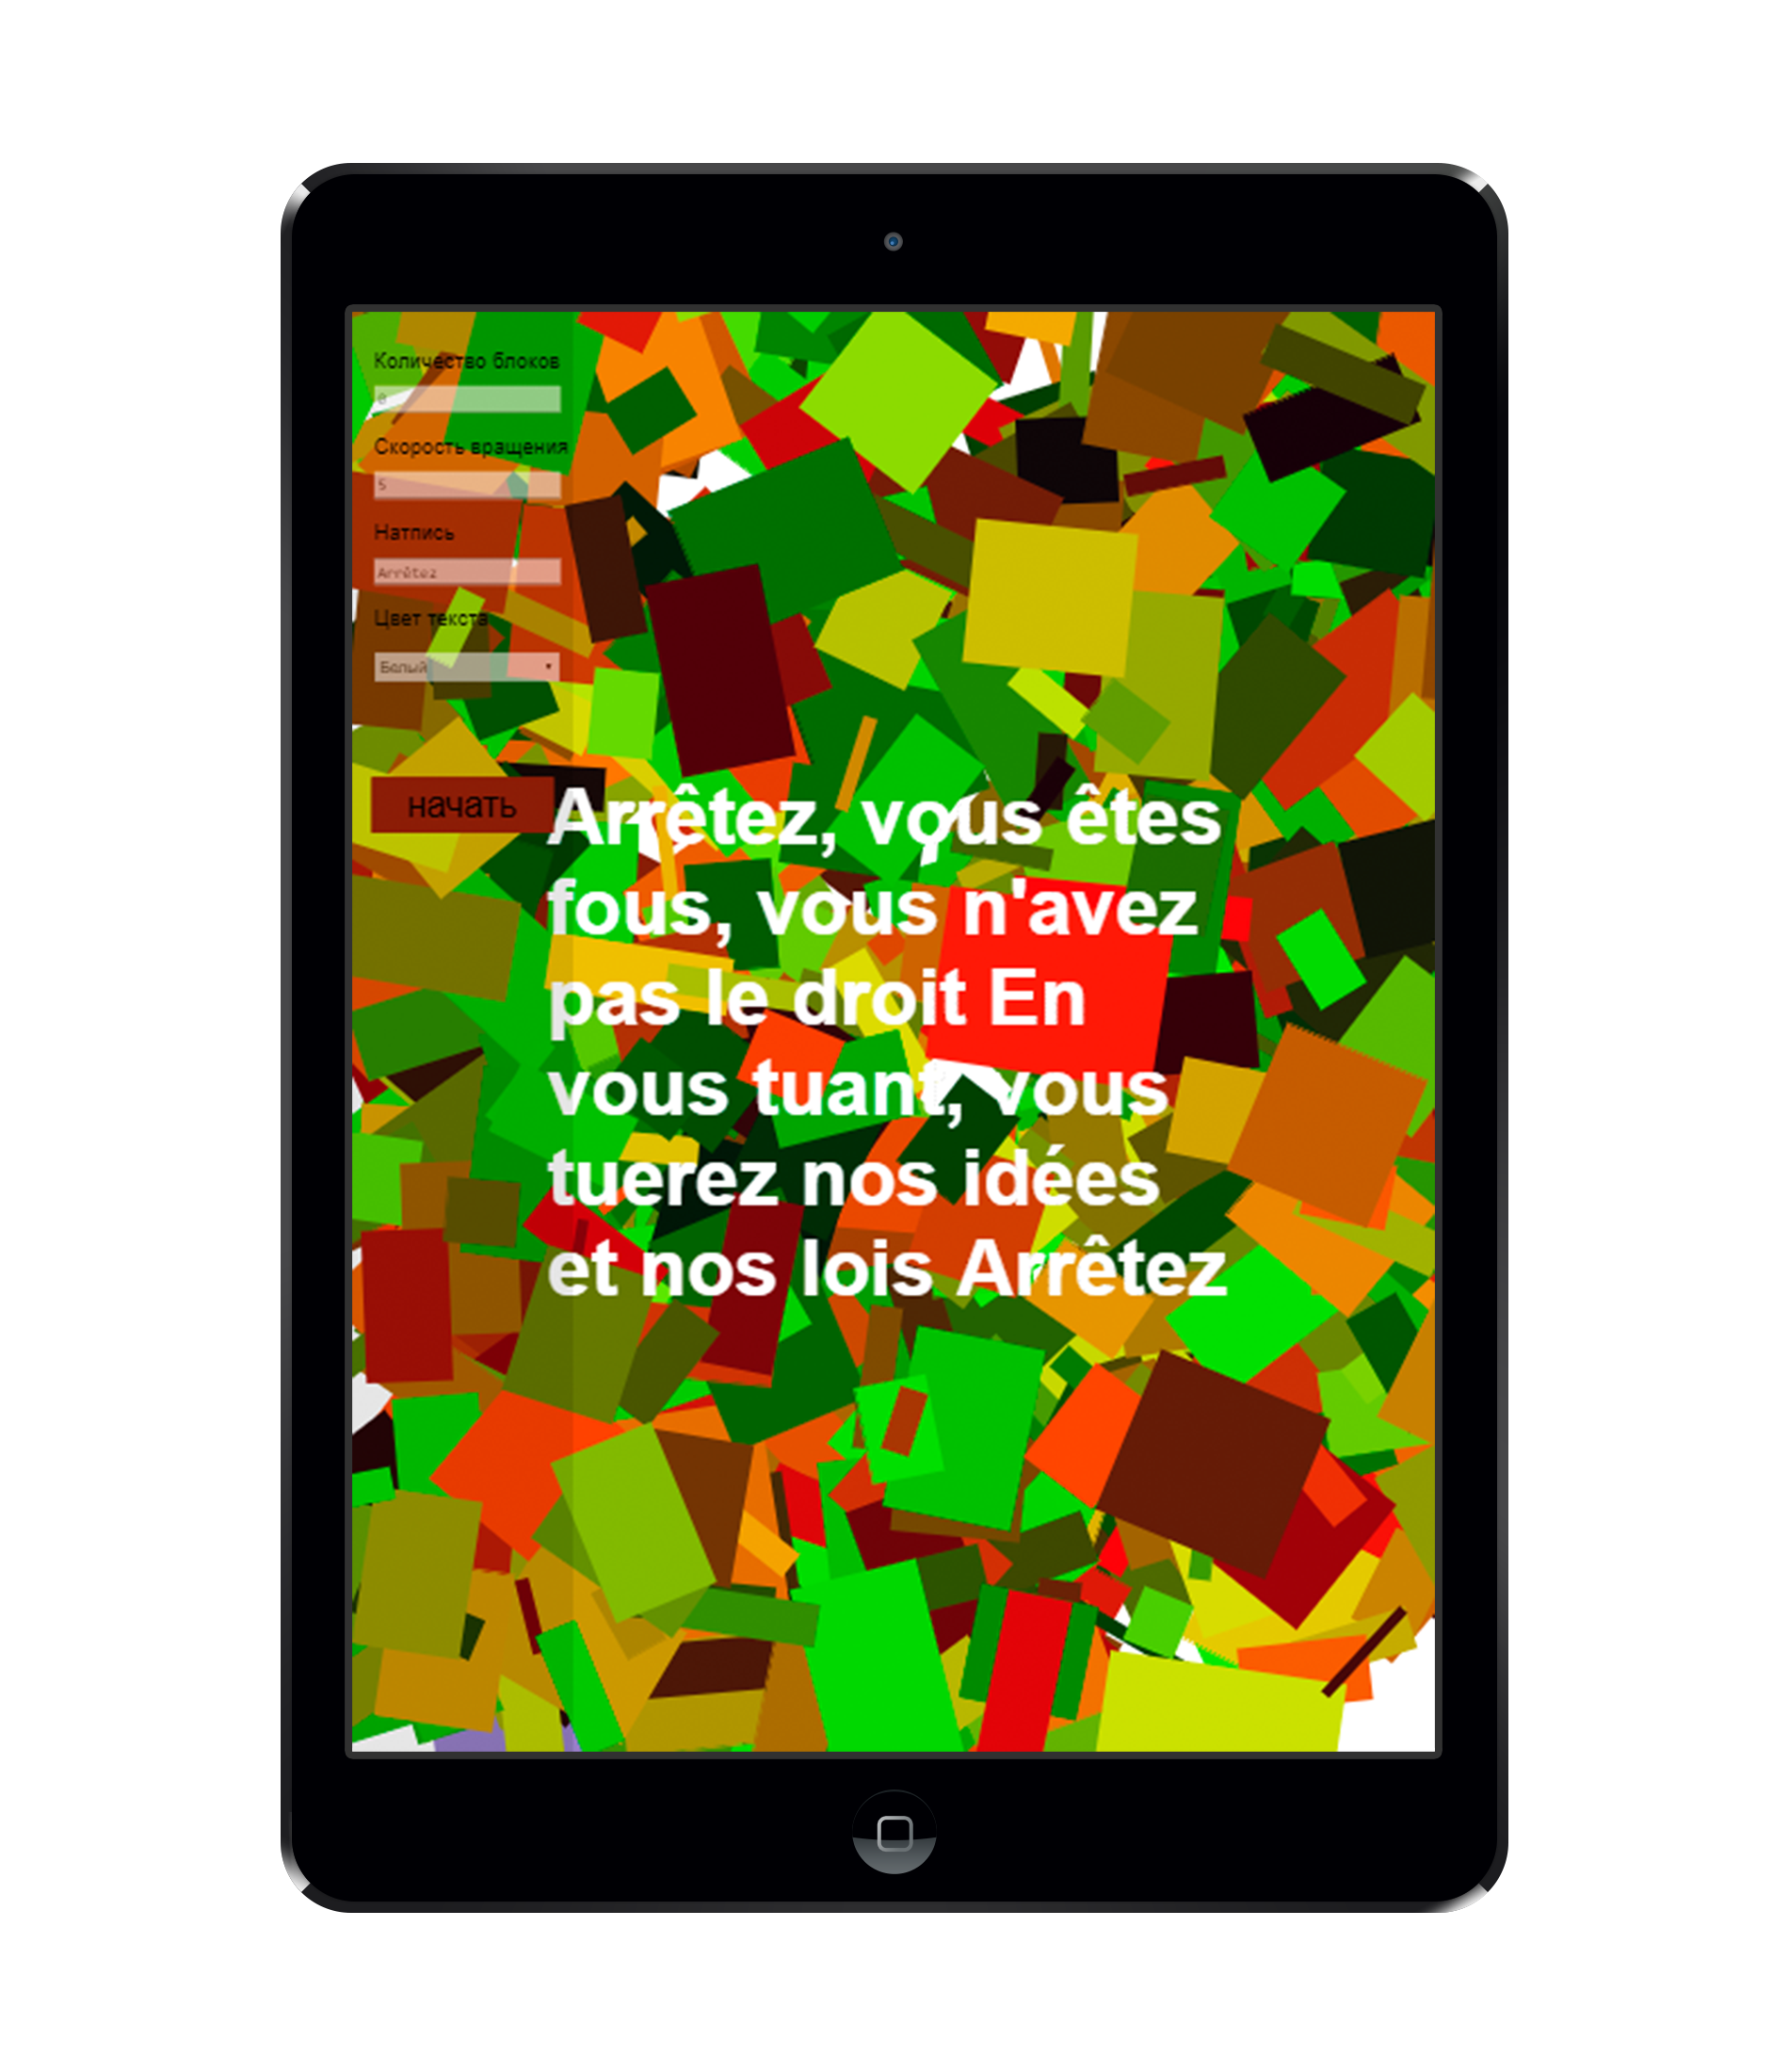 Количество блоков
0
Скорость вращения
5
Натпись
Arrêtez
Цвет текста
Белый
начать
Arrêtez, vous êtes
fous, vous n'avez
pas le droit En
vous tuant, vous
tuerez nos idées
et nos lois Arrêtez